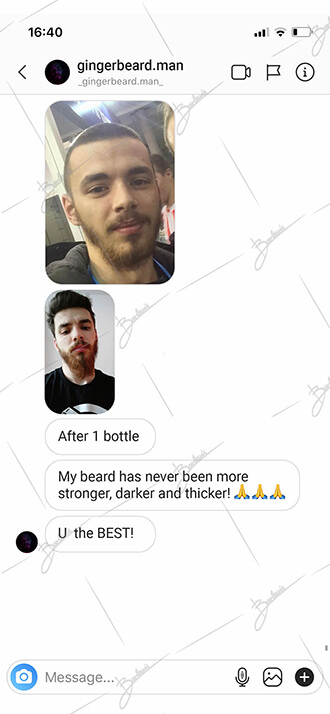 16:40
gingerbeard.man
_gingerbeard.man_
After 1 bottle
My beard has never been more
stronger, darker and thicker! 🙏🙏🙏
U the BEST!
Message...